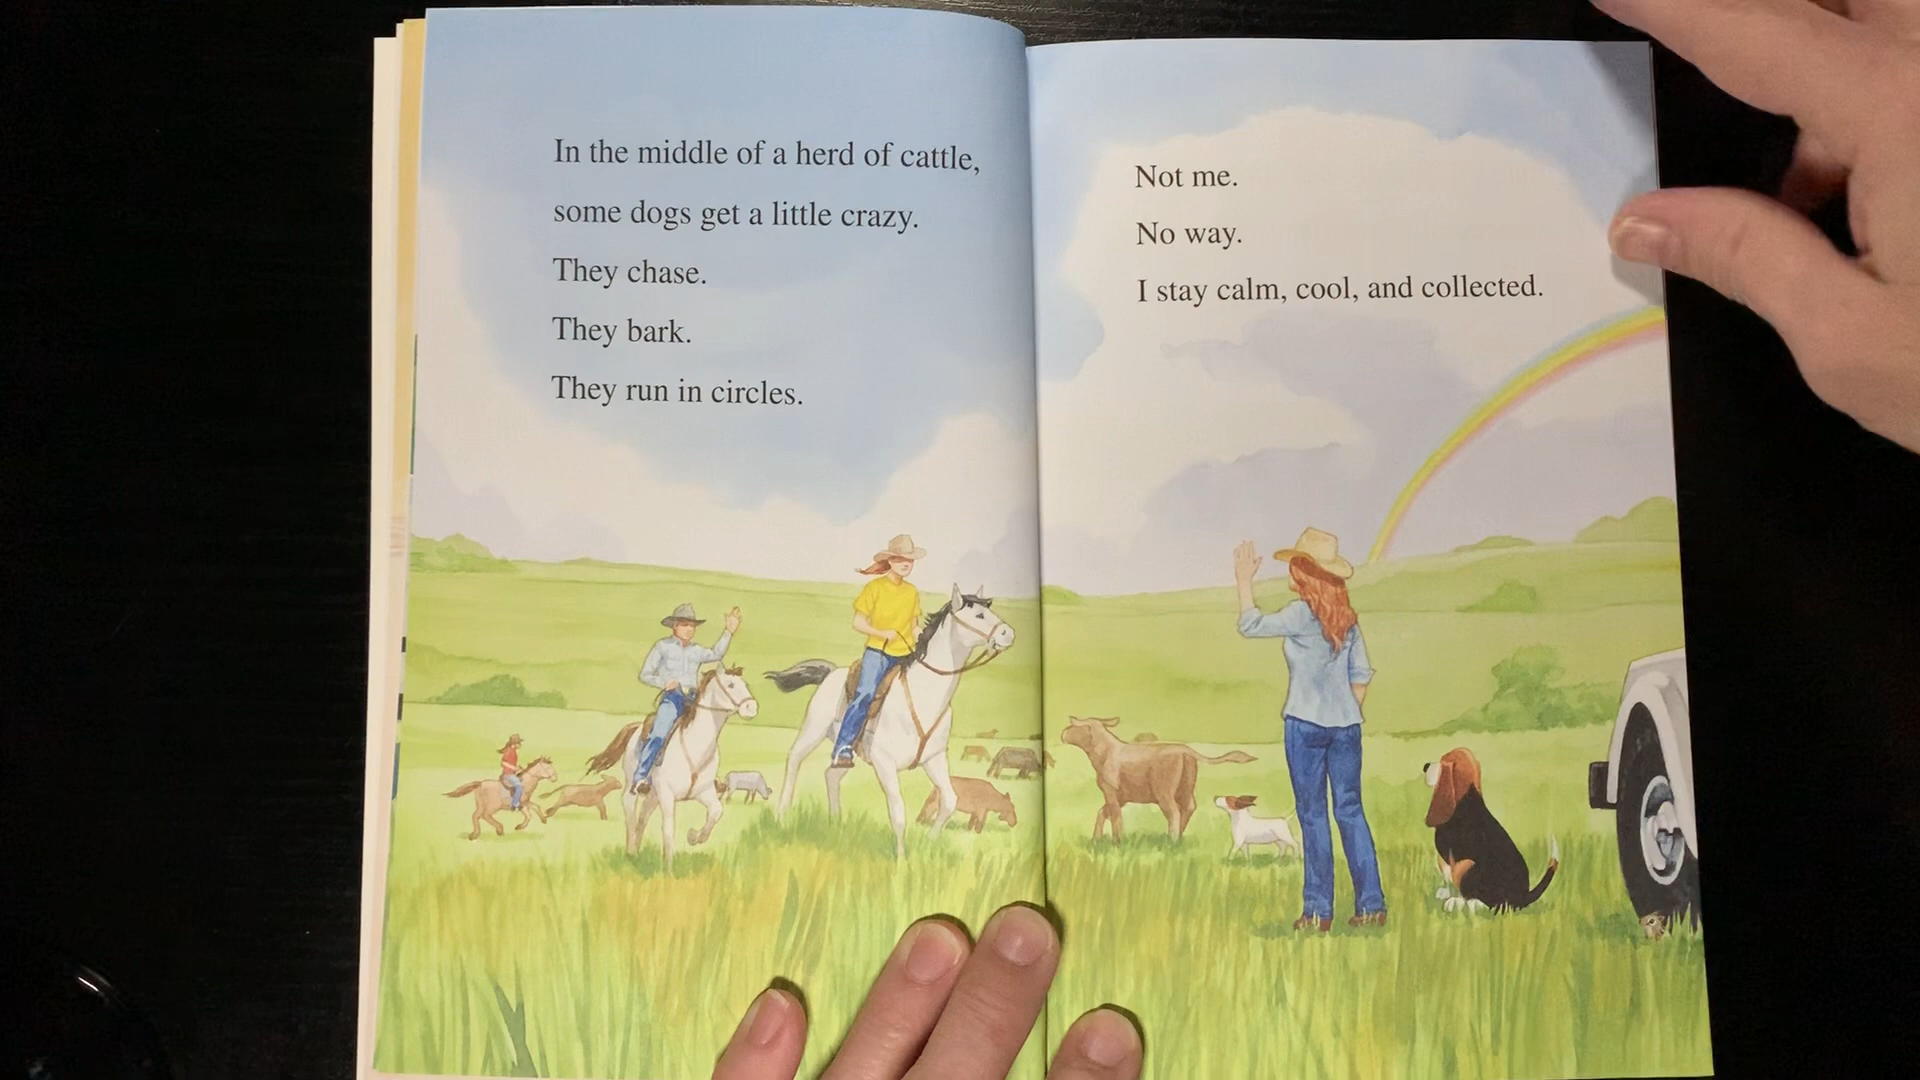 In the middle of a herd of cattle,
some dogs get a little crazy.
They chase.
They bark.
They run in circles.
Not me.
No way.
I stay calm, cool, and collected.